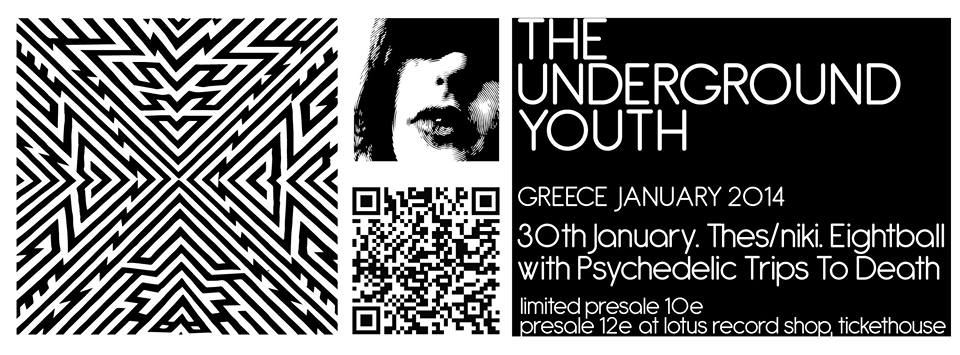 THE
UNDERGROUND
YOUTH
GREECE JANUARY 2014
30th January. Thes/niki. Eightball
with Psychedelic Trips To Death
limited presale 10e
presale 12e at lotus record shop, tickethouse